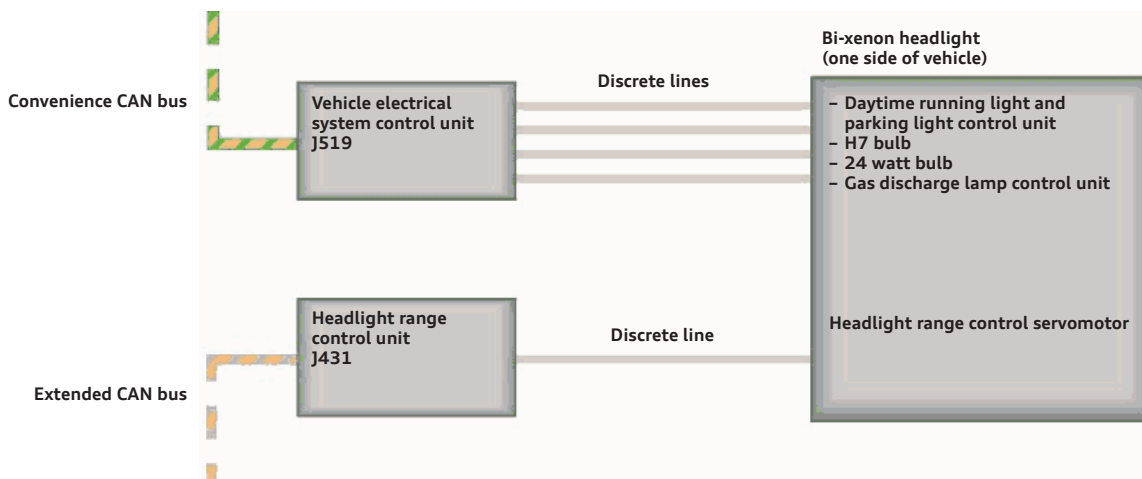 Convenience CAN bus
Vehicle electrical
system control unit
J519
Discrete lines
Bi-xenon headlight
(one side of vehicle)
– Daytime running light and
parking light control unit
– H7 bulb
– 24 watt bulb
– Gas discharge lamp control unit
Extended CAN bus
Headlight range
control unit
J431
Discrete line
Headlight range control servomotor